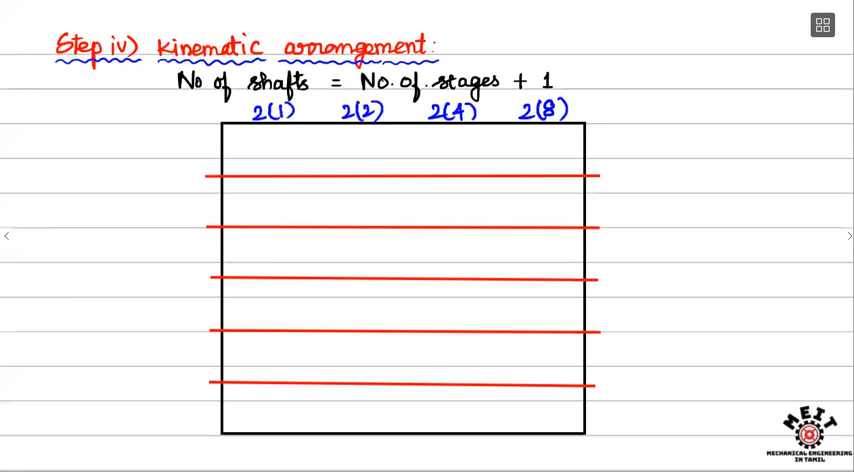 Step iv) Kinematic arrangement:
No of shafts = No. of. stages + 1
2(1) 2(2) 2(4) 2(8)
MEIT
MECHANICAL ENGINEERING
IN TAMIL